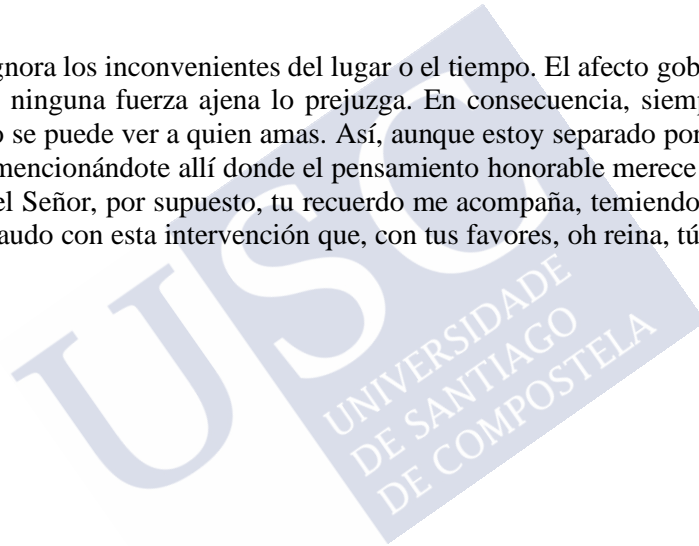 gnora los inconvenientes del lugar o el tiempo. El afecto gob
ninguna fuerza ajena lo prejuzga. En consecuencia, siem
se puede ver a quien amas. Así, aunque estoy separado por
mencionándote allí donde el pensamiento honorable merece
el Señor, por supuesto, tu recuerdo me acompaña, temiendo
audo con esta intervención que, con tus favores, oh reina, tú
USC
UNIVERSIDADE
DE SANTIAGO
DE COMPOSTELA